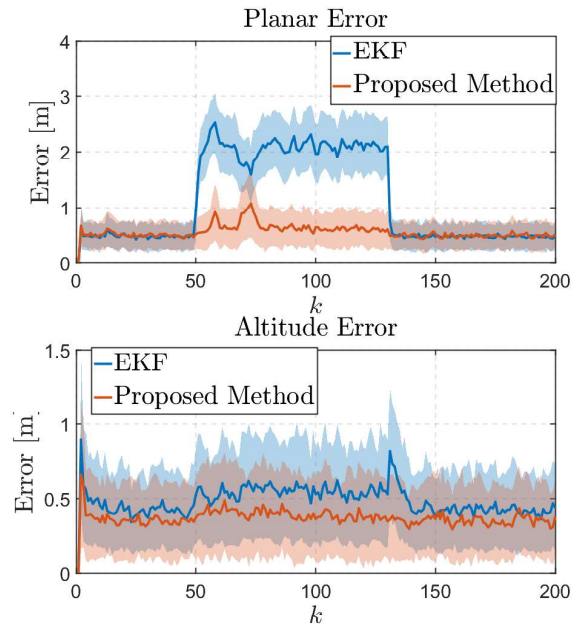 Planar Error
4
EKF
Proposed Method
3
2
1
0
Error [m]
0 50 100 150 200
k
Altitude Error
1.5
EKF
Proposed Method
1
0.5
0
Error [m]
0 50 100 150 200
k